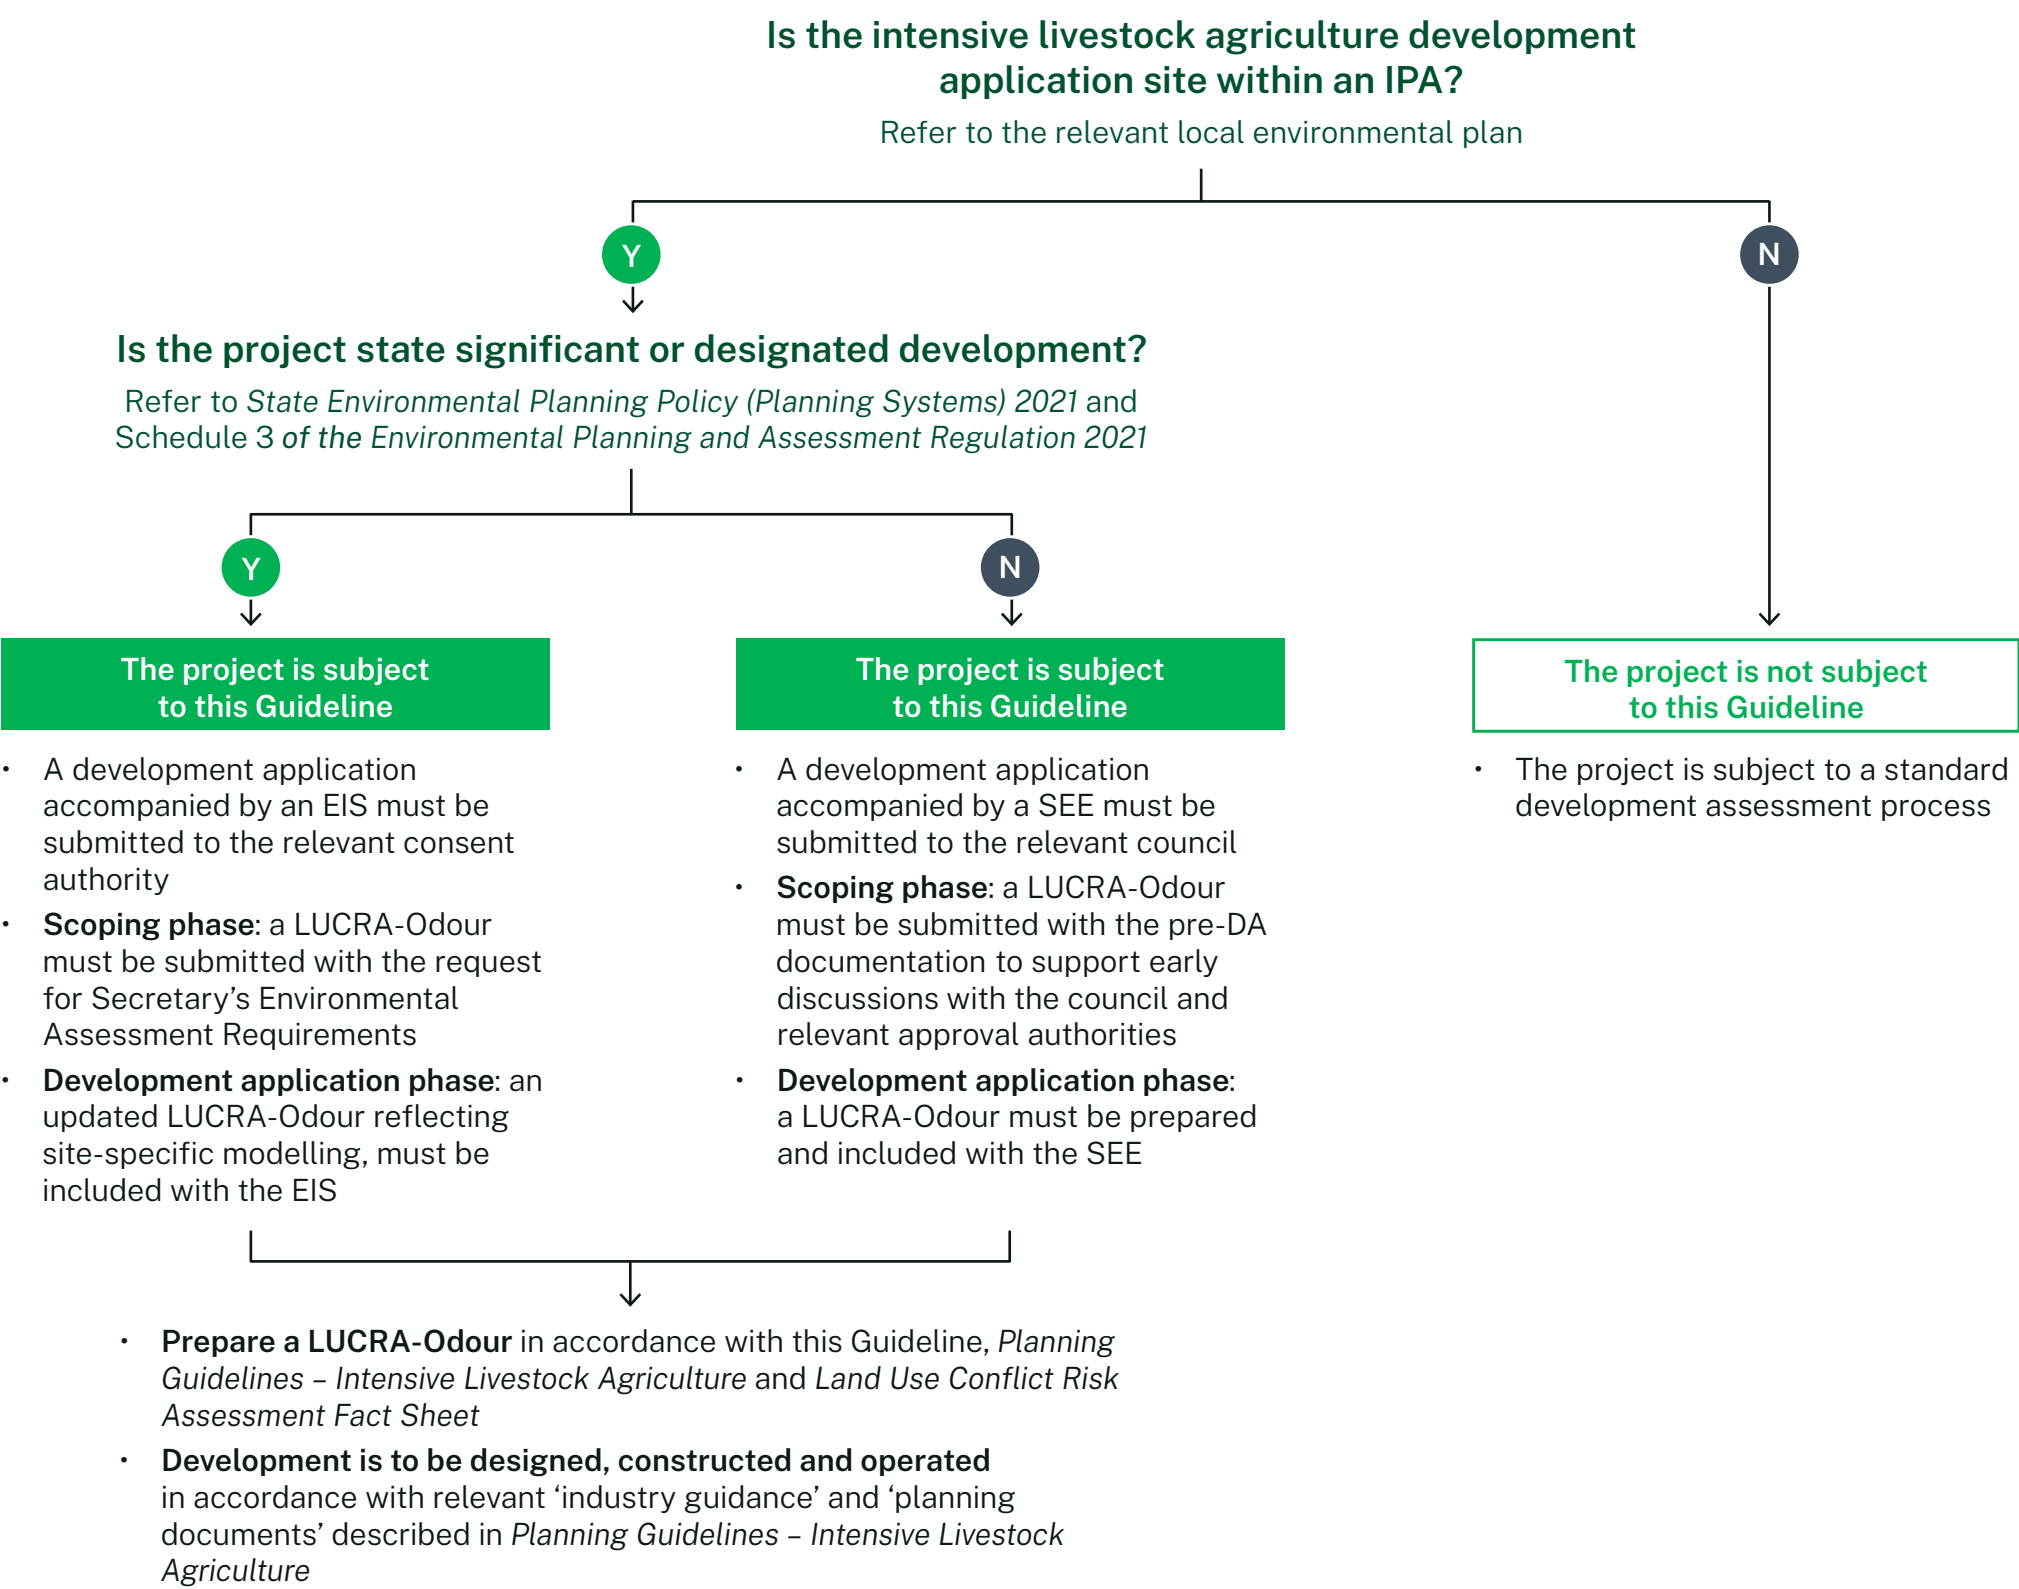 Is the intensive livestock agriculture development
application site within an IPA?
Refer to the relevant local environmental plan
Y
N
Is the project state significant or designated development?
Refer to State Environmental Planning Policy (Planning Systems) 2021 and
Schedule 3 of the Environmental Planning and Assessment Regulation 2021
Y
N
The project is subject
to this Guideline
• A development application
accompanied by an EIS must be
submitted to the relevant consent
authority
• Scoping phase: a LUCRA-Odour
must be submitted with the request
for Secretary’s Environmental
Assessment Requirements
• Development application phase: an
updated LUCRA-Odour reflecting
site-specific modelling, must be
included with the EIS
The project is subject
to this Guideline
• A development application
accompanied by a SEE must be
submitted to the relevant council
• Scoping phase: a LUCRA-Odour
must be submitted with the pre-DA
documentation to support early
discussions with the council and
relevant approval authorities
• Development application phase:
a LUCRA-Odour must be prepared
and included with the SEE
The project is not subject
to this Guideline
• The project is subject to a standard
development assessment process
• Prepare a LUCRA-Odour in accordance with this Guideline, Planning
Guidelines – Intensive Livestock Agriculture and Land Use Conflict Risk
Assessment Fact Sheet
• Development is to be designed, constructed and operated
in accordance with relevant ‘industry guidance’ and ‘planning
documents’ described in Planning Guidelines – Intensive Livestock
Agriculture